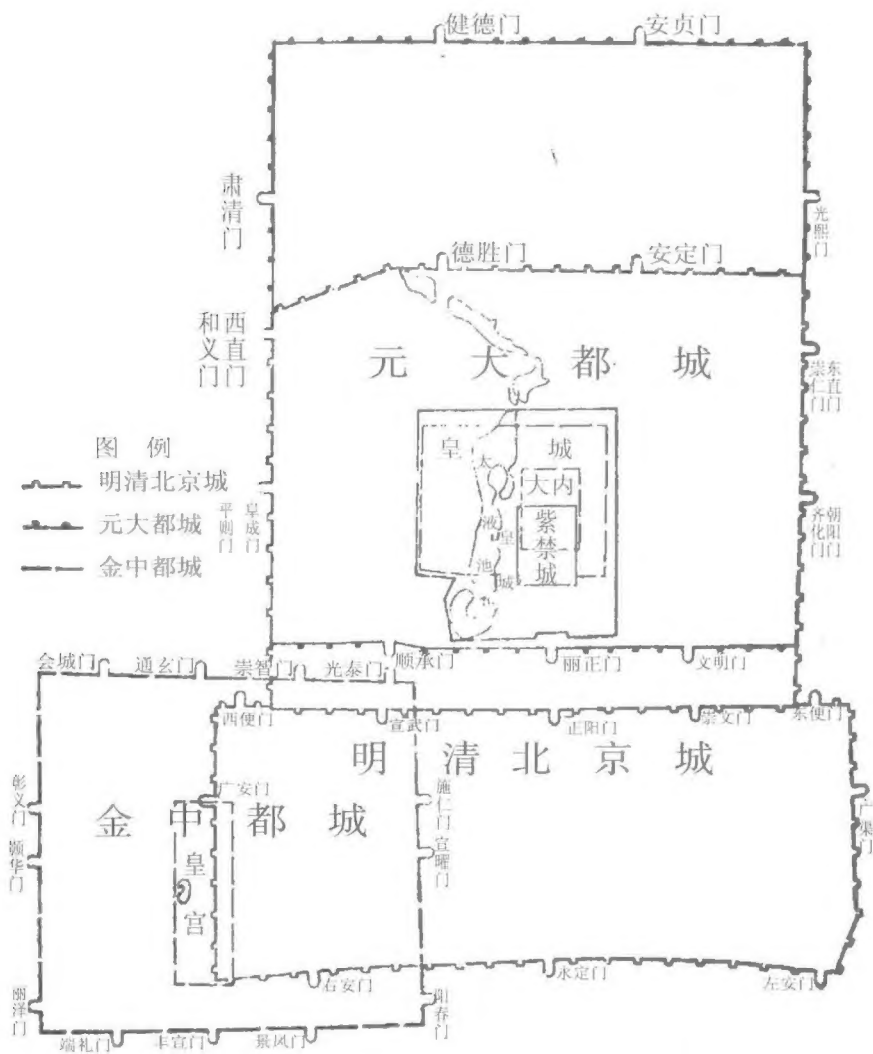 健德门
安贞门
肃清门
光熙门
德胜门
安定门
和义门
西直门
元大都城
崇仁门
东直门
图例
明清北京城
元大都城
金中都城
皇城
太液池
大内
紫禁城
皇城
平则门
阜成门
齐化门
朝阳门
会城门
通玄门
崇智门
光泰门
顺承门
丽正门
文明门
西便门
宣武门
正阳门
崇文门
东便门
明清北京城
广安门
彰义门
颢华门
金中都城
施仁门
宣曜门
广渠门
皇宫
右安门
永定门
左安门
丽泽门
阳春门
端礼门
丰宣门
景风门